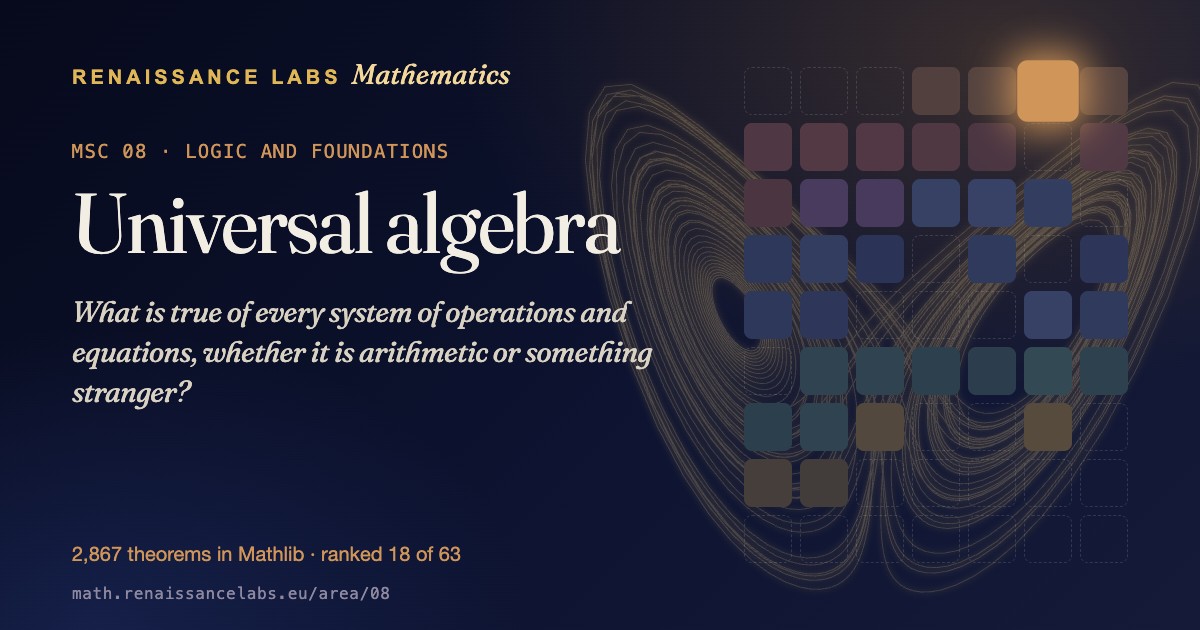 RENAISSANCE LABS Mathematics
MSC 08 · LOGIC AND FOUNDATIONS
Universal algebra
What is true of every system of operations and
equations, whether it is arithmetic or something
stranger?
2,867 theorems in Mathlib · ranked 18 of 63
math.renaissancelabs.eu/area/08